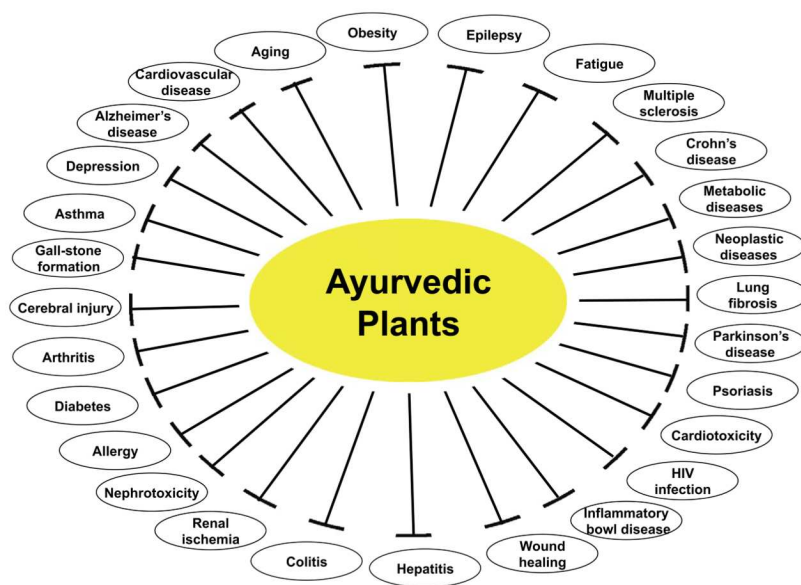 Obesity
Epilepsy
Aging
Fatigue
Cardiovascular
disease
Multiple
sclerosis
Alzheimer's
disease
Crohn's
disease
Depression
Metabolic
diseases
Asthma
Neoplastic
diseases
Gall-stone
formation
Ayurvedic
Plants
Lung
fibrosis
Cerebral injury
Parkinson's
disease
Arthritis
Psoriasis
Diabetes
Cardiotoxicity
Allergy
HIV
infection
Nephrotoxicity
Inflammatory
bowl disease
Renal
ischemia
Wound
healing
Colitis
Hepatitis